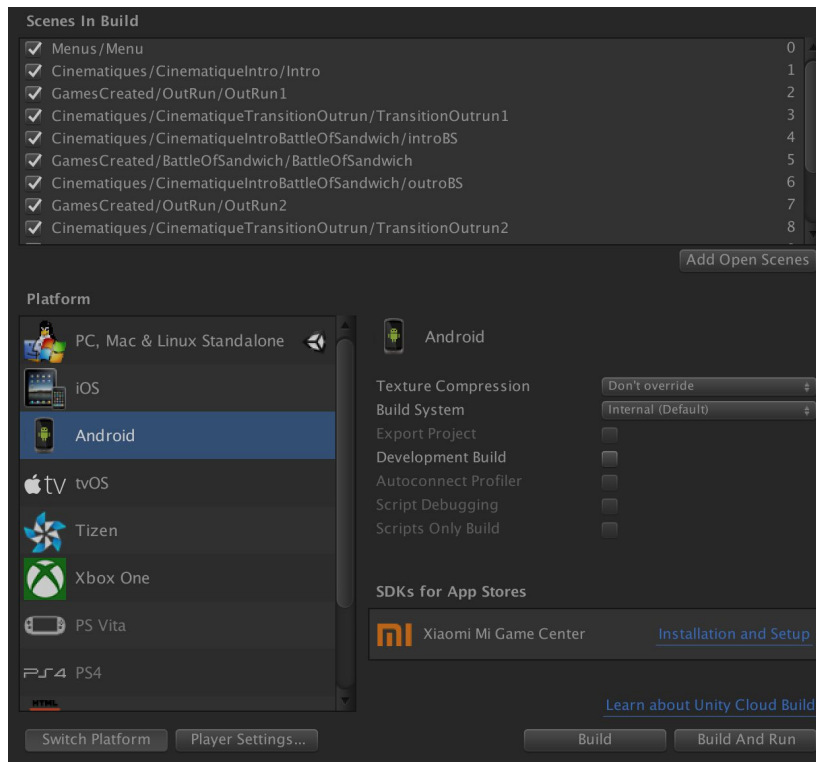 Scenes In Build
Menus/Menu 0
Cinematiques/CinematiqueIntro/Intro 1
GamesCreated/OutRun/OutRun1 2
Cinematiques/CinematiqueTransitionOutrun/TransitionOutrun1 3
Cinematiques/CinematiqueIntroBattleOfSandwich/introBS 4
GamesCreated/BattleOfSandwich/BattleOfSandwich 5
Cinematiques/CinematiqueIntroBattleOfSandwich/outroBS 6
GamesCreated/OutRun/OutRun2 7
Cinematiques/CinematiqueTransitionOutrun/TransitionOutrun2 8
Add Open Scenes
Platform
PC, Mac & Linux Standalone
iOS
Android
tv tvOS
Tizen
Xbox One
PS Vita
PS4 PS4
HTML
Android
Texture Compression Don't override
Build System Internal (Default)
Export Project
Development Build
Autoconnect Profiler
Script Debugging
Scripts Only Build
SDKs for App Stores
MI Xiaomi Mi Game Center Installation and Setup
Learn about Unity Cloud Build
Switch Platform Player Settings... Build Build And Run